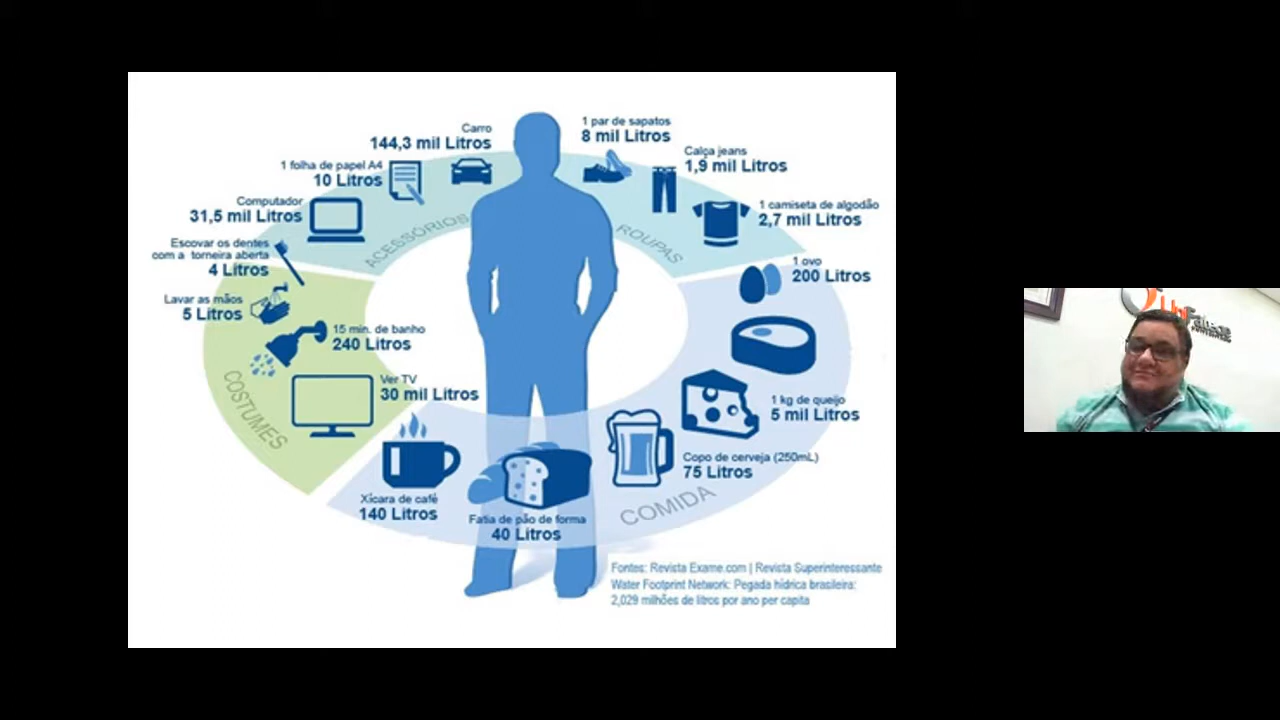 Carro
144,3 mil Litros
1 folha de papel A4
10 Litros
Computador
31,5 mil Litros
ACESSÓRIOS
1 par de sapatos
8 mil Litros
Calça jeans
1,9 mil Litros
1 camiseta de algodão
2,7 mil Litros
ROUPAS
Escovar os dentes
com a torneira aberta
4 Litros
Lavar as mãos
5 Litros
15 min. de banho
240 Litros
Ver TV
30 mil Litros
COSTUMES
1 ovo
200 Litros
1 kg de queijo
5 mil Litros
Copo de cerveja (250mL)
75 Litros
Xícara de café
140 Litros
Fatia de pão de forma
40 Litros
COMIDA
Fontes: Revista Exame.com | Revista Superinteressante
Water Footprint Network: Pegada hídrica brasileira:
2,029 milhões de litros por ano per capita